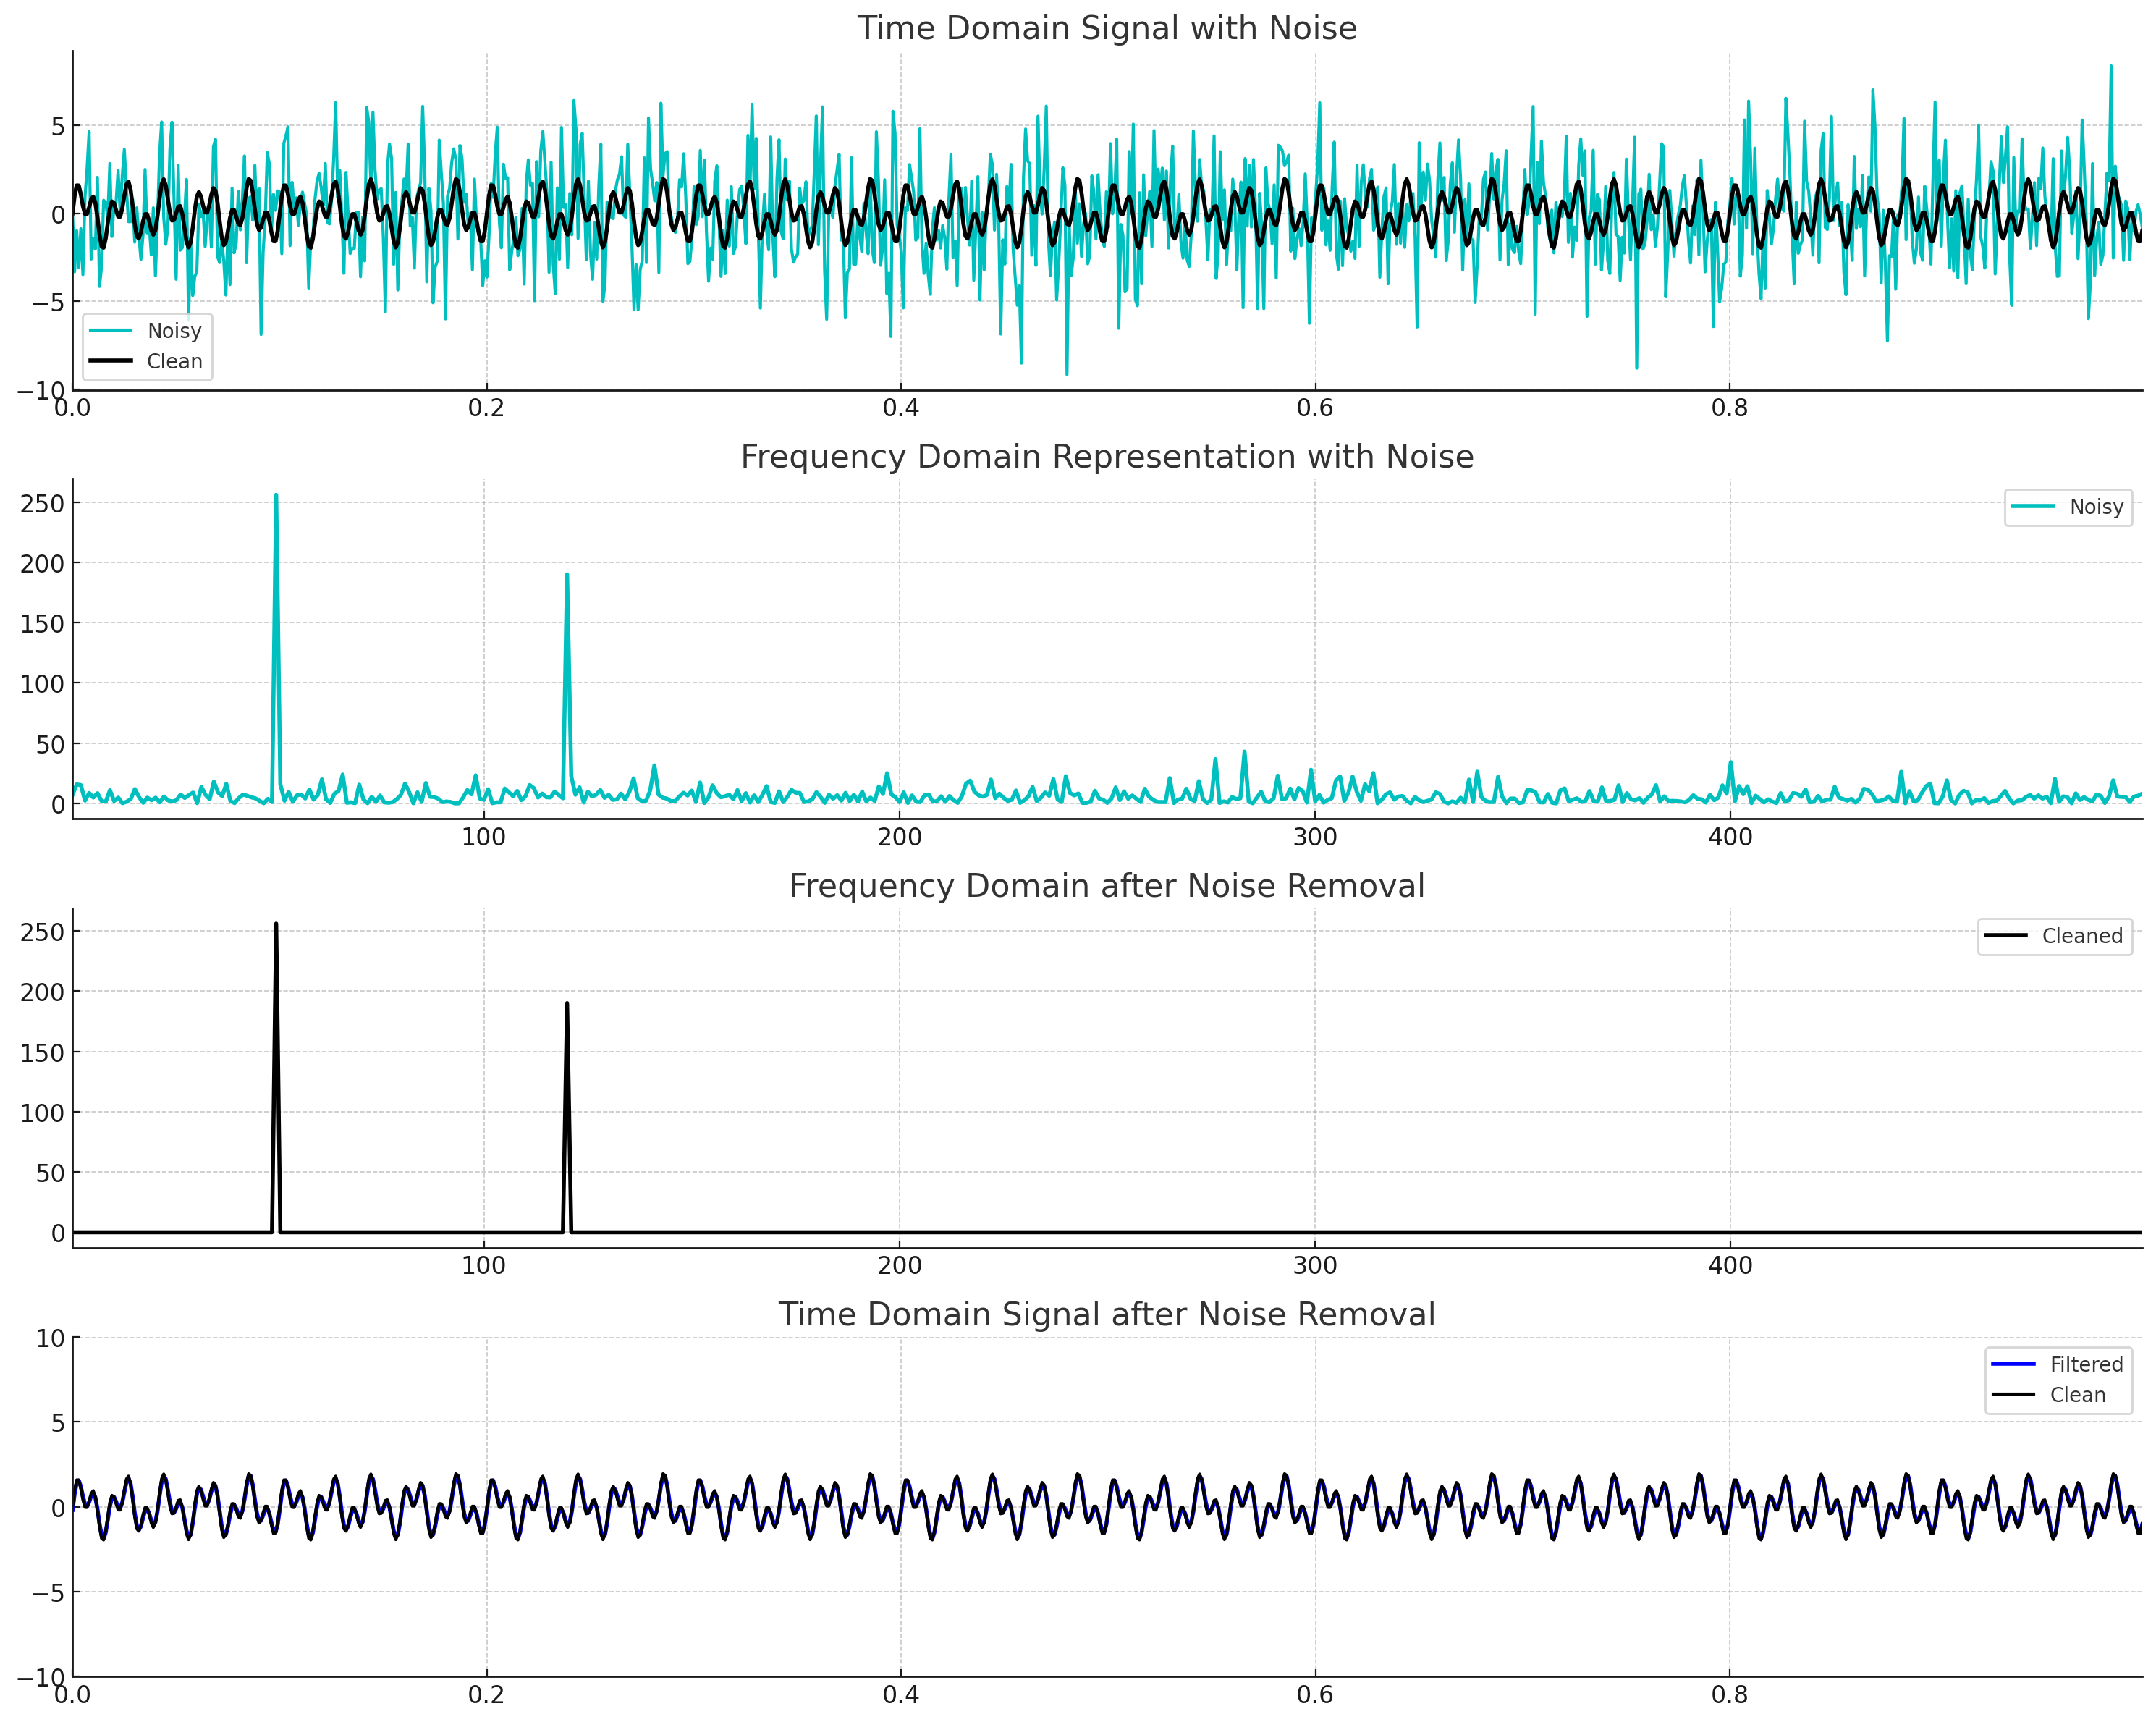 Time Domain Signal with Noise
5
0
−5
−10
Noisy
Clean
0.0 0.2 0.4 0.6 0.8
Frequency Domain Representation with Noise
250
200
150
100
50
0
Noisy
100 200 300 400
Frequency Domain after Noise Removal
250
200
150
100
50
0
Cleaned
100 200 300 400
Time Domain Signal after Noise Removal
10
5
0
−5
−10
Filtered
Clean
0.0 0.2 0.4 0.6 0.8